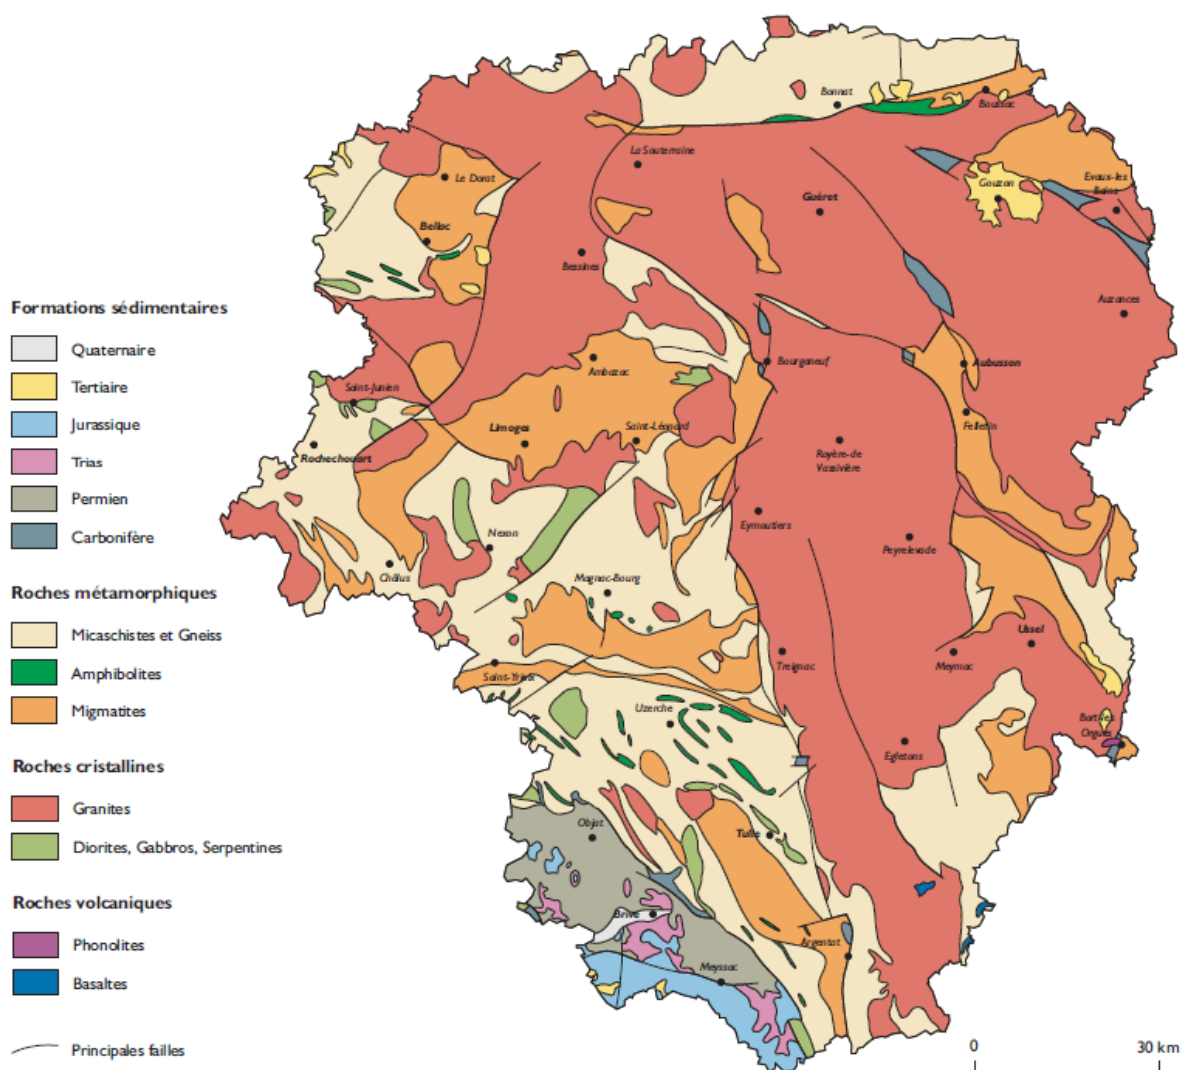 Formations sédimentaires
Quaternaire
Tertiaire
Jurassique
Trias
Permien
Carbonifère
Roches métamorphiques
Micaschistes et Gneiss
Amphibolites
Migmatites
Roches cristallines
Granites
Diorites, Gabbros, Serpentines
Roches volcaniques
Phonolites
Basaltes
Principales failles
Bonnat
Boussac
La Souterraine
Le Dorat
Gouzon
Evaux-les
Bains
Guéret
Bellac
Bessines
Auzances
Bourganeuf
Aubusson
Ambazac
Saint-Junien
Felletin
Limoges
Saint-Léonard
Rochechouart
Royère-de
Vassivière
Eymoutiers
Nexon
Peyrelevade
Châlus
Magnac-Bourg
Ussel
Treignac
Meymac
Saint-Yrieix
Uzerche
Bort-les
Orgues
Egletons
Objat
Tulle
Brive
Argentat
Meyssac
0
30 km